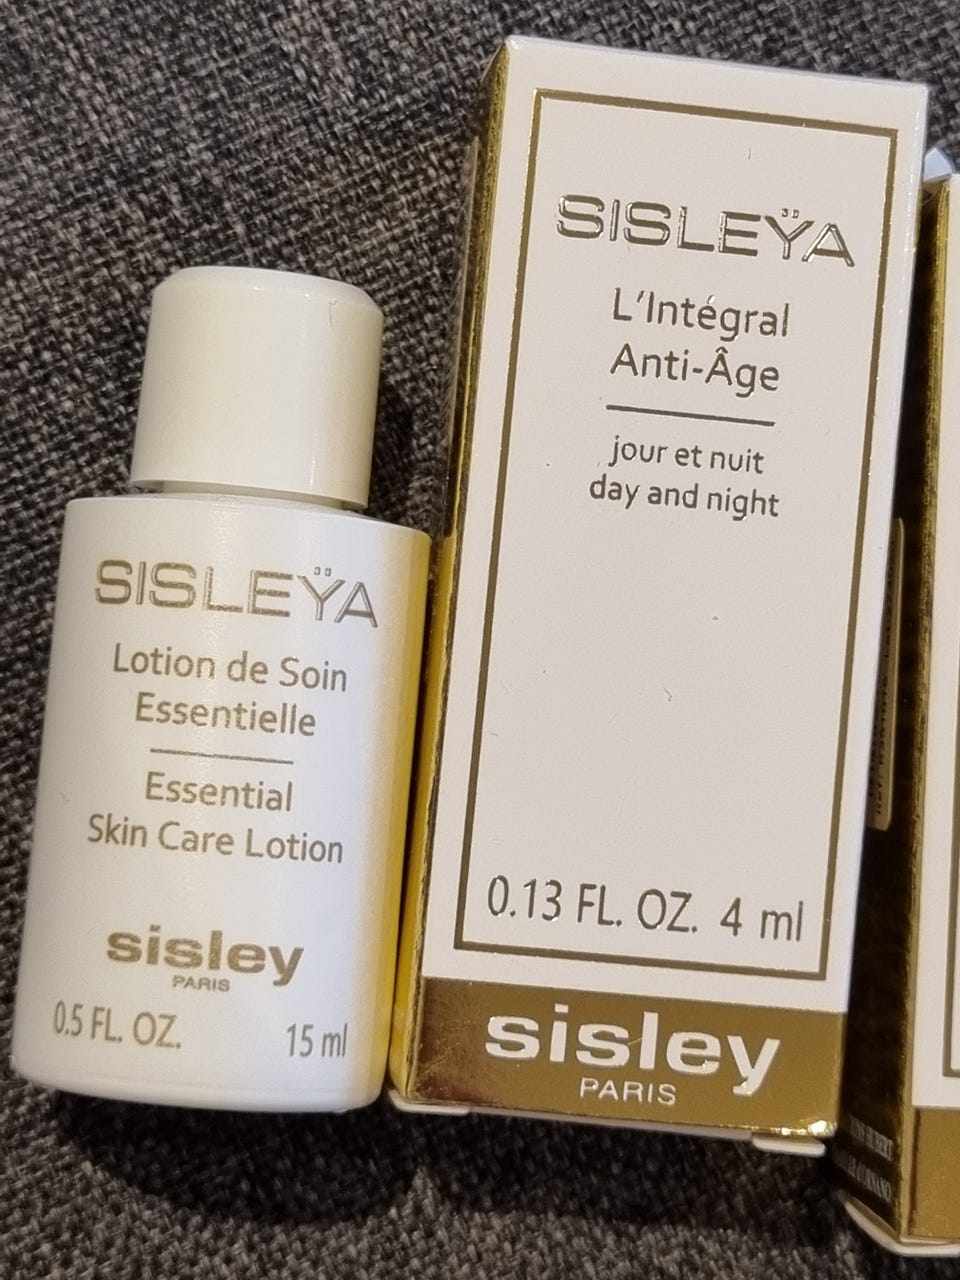 SISLEŸA
Lotion de Soin
Essentielle
Essential
Skin Care Lotion
sisley
PARIS
0.5 FL. OZ. 15 ml
SISLEŸA
L'Intégral
Anti-Âge
jour et nuit
day and night
0.13 FL. OZ. 4 ml
sisley
PARIS